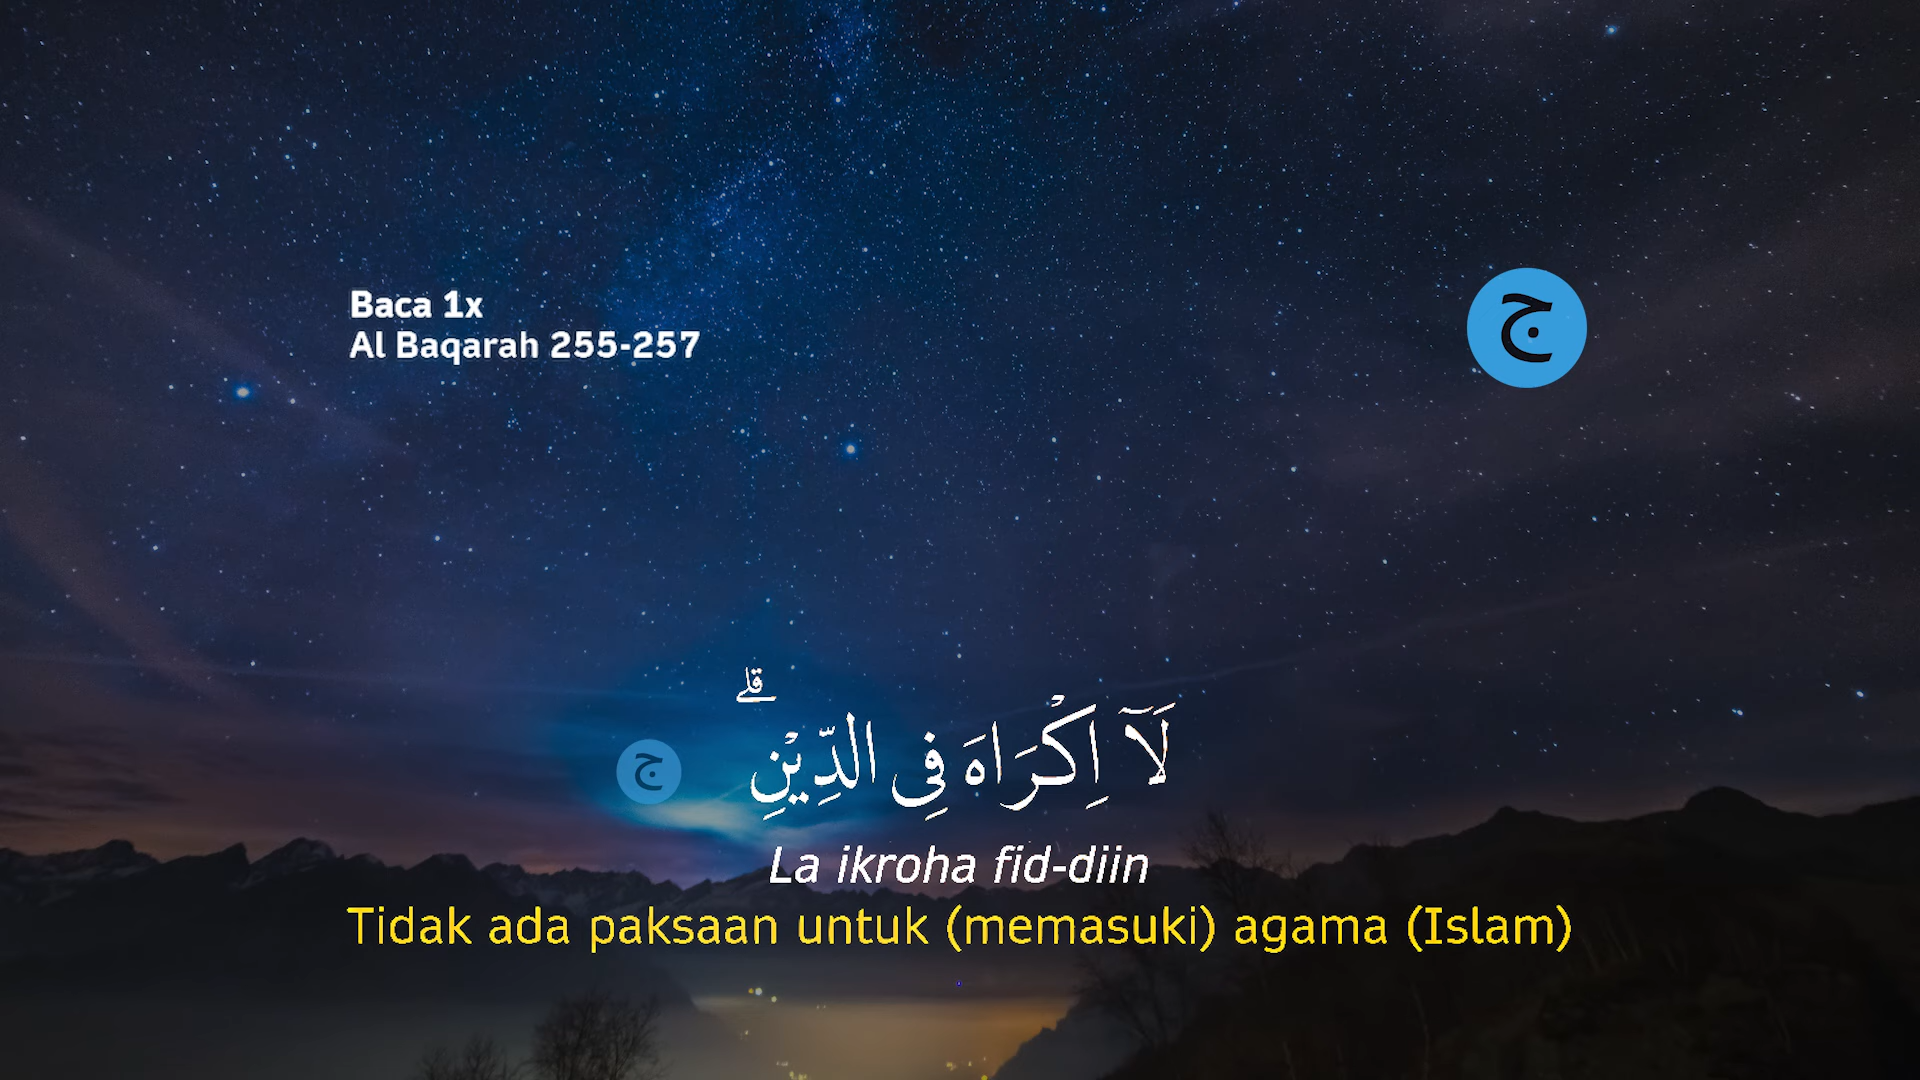 Baca 1x
Al Baqarah 255-257
ج
لَآ اِكْرَاهَ فِى الدِّيْنِۗ
ج
La ikroha fid-diin
Tidak ada paksaan untuk (memasuki) agama (Islam)